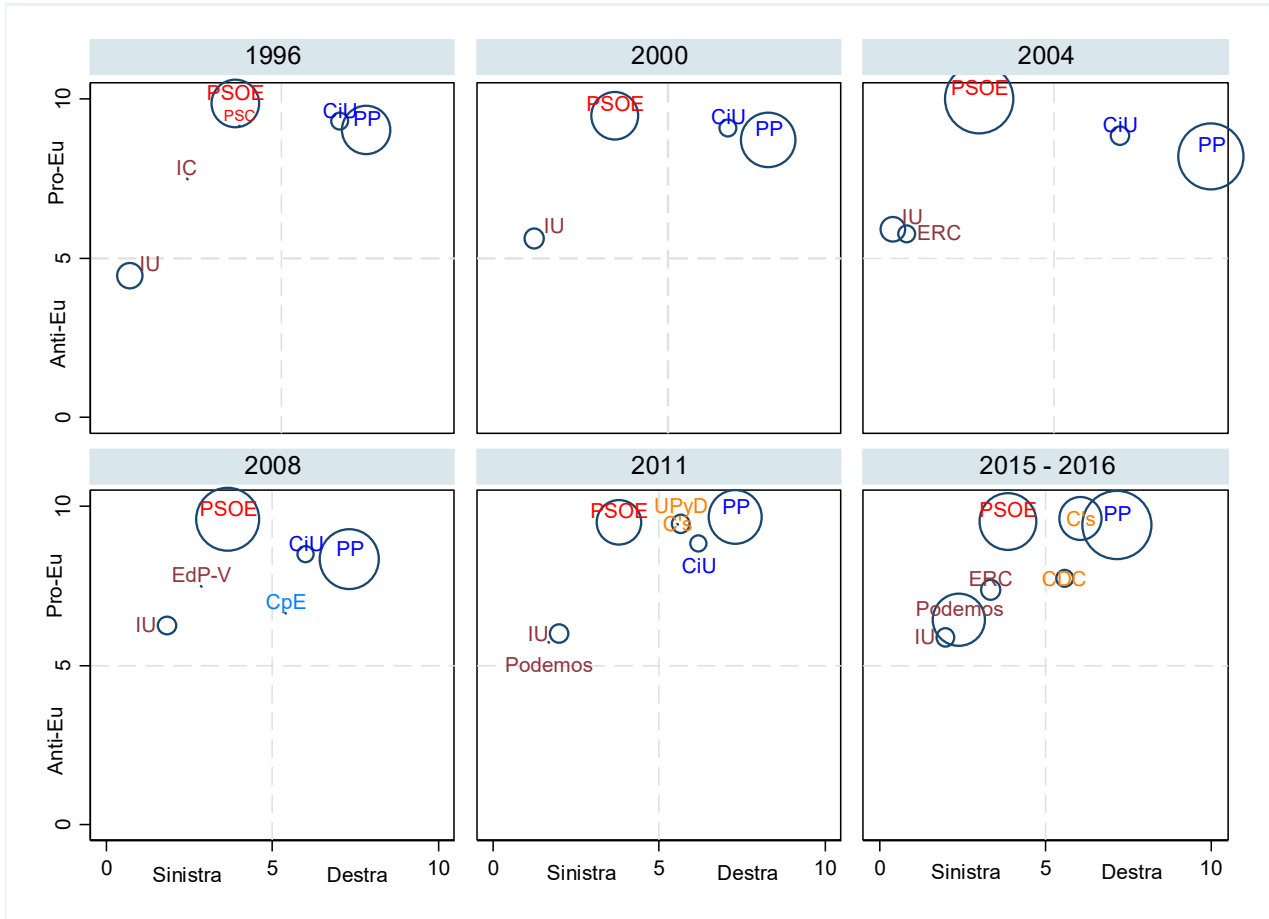 1996
PSOE
PSC
CiU
PP
IC
IU
10
5
0
Pro-Eu
Anti-Eu
2000
PSOE
CiU
PP
IU
2004
PSOE
CiU
PP
IU
ERC
2008
PSOE
CiU
PP
EdP-V
CpE
IU
10
5
0
Pro-Eu
Anti-Eu
0
Sinistra
5
Destra
10
2011
PSOE
UPyD
C's
PP
CiU
IU
Podemos
0
Sinistra
5
Destra
10
2015 - 2016
PSOE
C's
PP
ERC
CDC
Podemos
IU
0
Sinistra
5
Destra
10